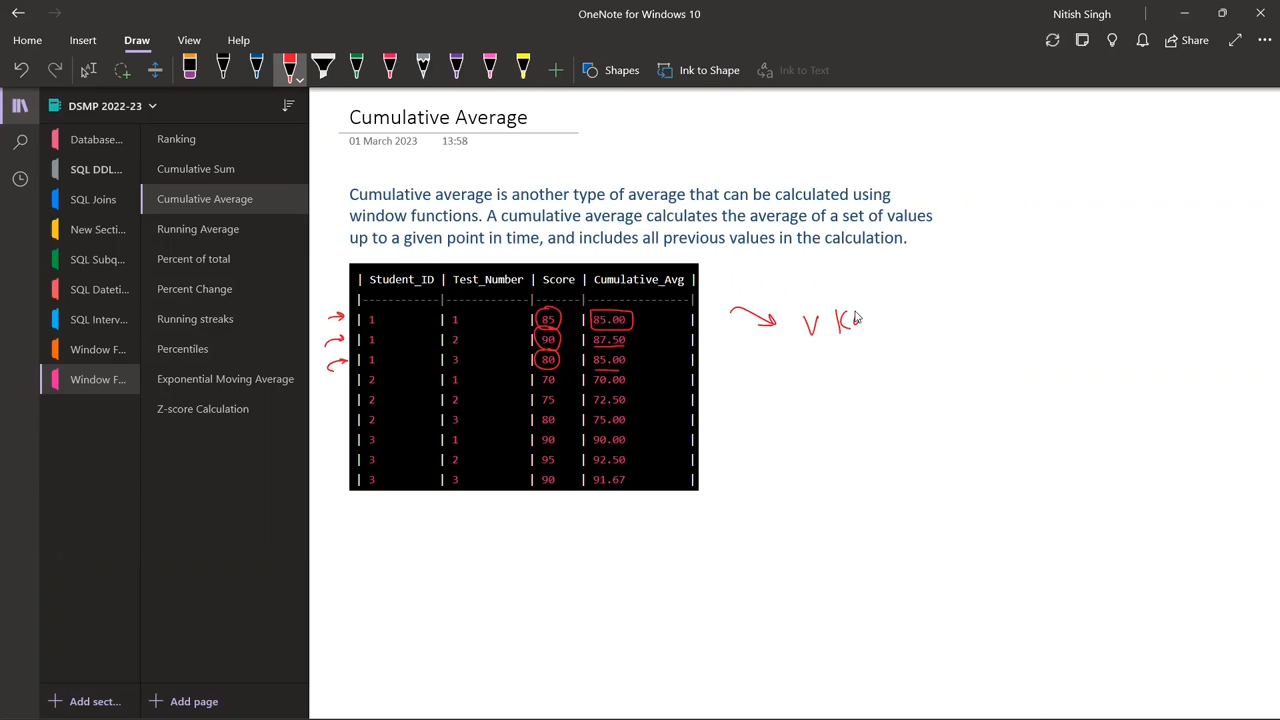 OneNote for Windows 10
Nitish Singh
Home Insert Draw View Help
Share
Shapes Ink to Shape Ink to Text
DSMP 2022-23
Database...
SQL DDL...
SQL Joins
New Secti...
SQL Subq...
SQL Dateti...
SQL Interv...
Window F...
Window F...
Add sect...
Ranking
Cumulative Sum
Cumulative Average
Running Average
Percent of total
Percent Change
Running streaks
Percentiles
Exponential Moving Average
Z-score Calculation
Add page
Cumulative Average
01 March 2023 13:58
Cumulative average is another type of average that can be calculated using
window functions. A cumulative average calculates the average of a set of values
up to a given point in time, and includes all previous values in the calculation.
| Student_ID | Test_Number | Score | Cumulative_Avg |
|------------|-------------|-------|----------------|
| 1 | 1 | 85 | 85.00 |
| 1 | 2 | 90 | 87.50 |
| 1 | 3 | 80 | 85.00 |
| 2 | 1 | 70 | 70.00 |
| 2 | 2 | 75 | 72.50 |
| 2 | 3 | 80 | 75.00 |
| 3 | 1 | 90 | 90.00 |
| 3 | 2 | 95 | 92.50 |
| 3 | 3 | 90 | 91.67 |
V